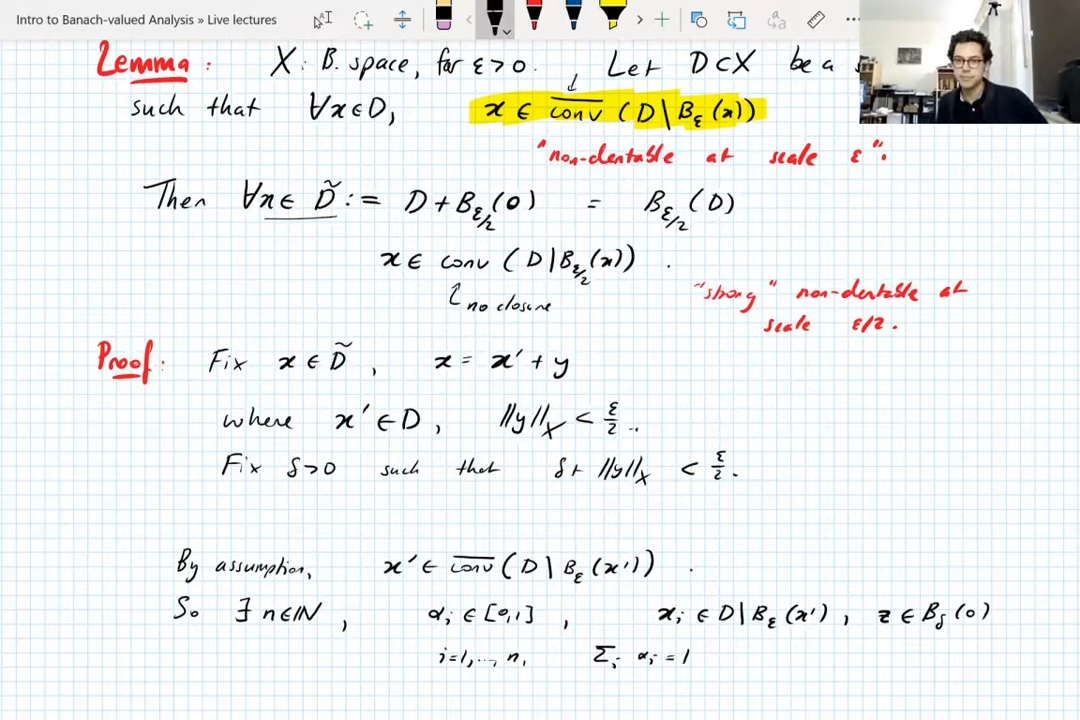 Intro to Banach-valued Analysis » Live lectures
Lemma: X: B. space, for ε>0. Let D⊂X be a
such that ∀x∈D, x ∈ \overline{conv} (D\B_ε(x))
"non-dentable at scale ε".
Then ∀x∈ D̃ := D+B_{ε/2}(0) = B_{ε/2}(D)
x ∈ conv (D\B_{ε/2}(x)) .
no closure
"strong" non-dentable at
scale ε/2.
Proof: Fix x ∈ D̃, x = x' + y
where x' ∈ D, ||y||_X < ε/2 ..
Fix δ>0 such that δ+ ||y||_X < ε/2.
By assumption, x' ∈ \overline{conv} (D\B_ε(x')) .
So ∃ n∈ℕ, α_i ∈ [0,1], x_i ∈ D\B_ε(x'), z ∈ B_δ(0)
i=1,..., n, Σ_i α_i = 1